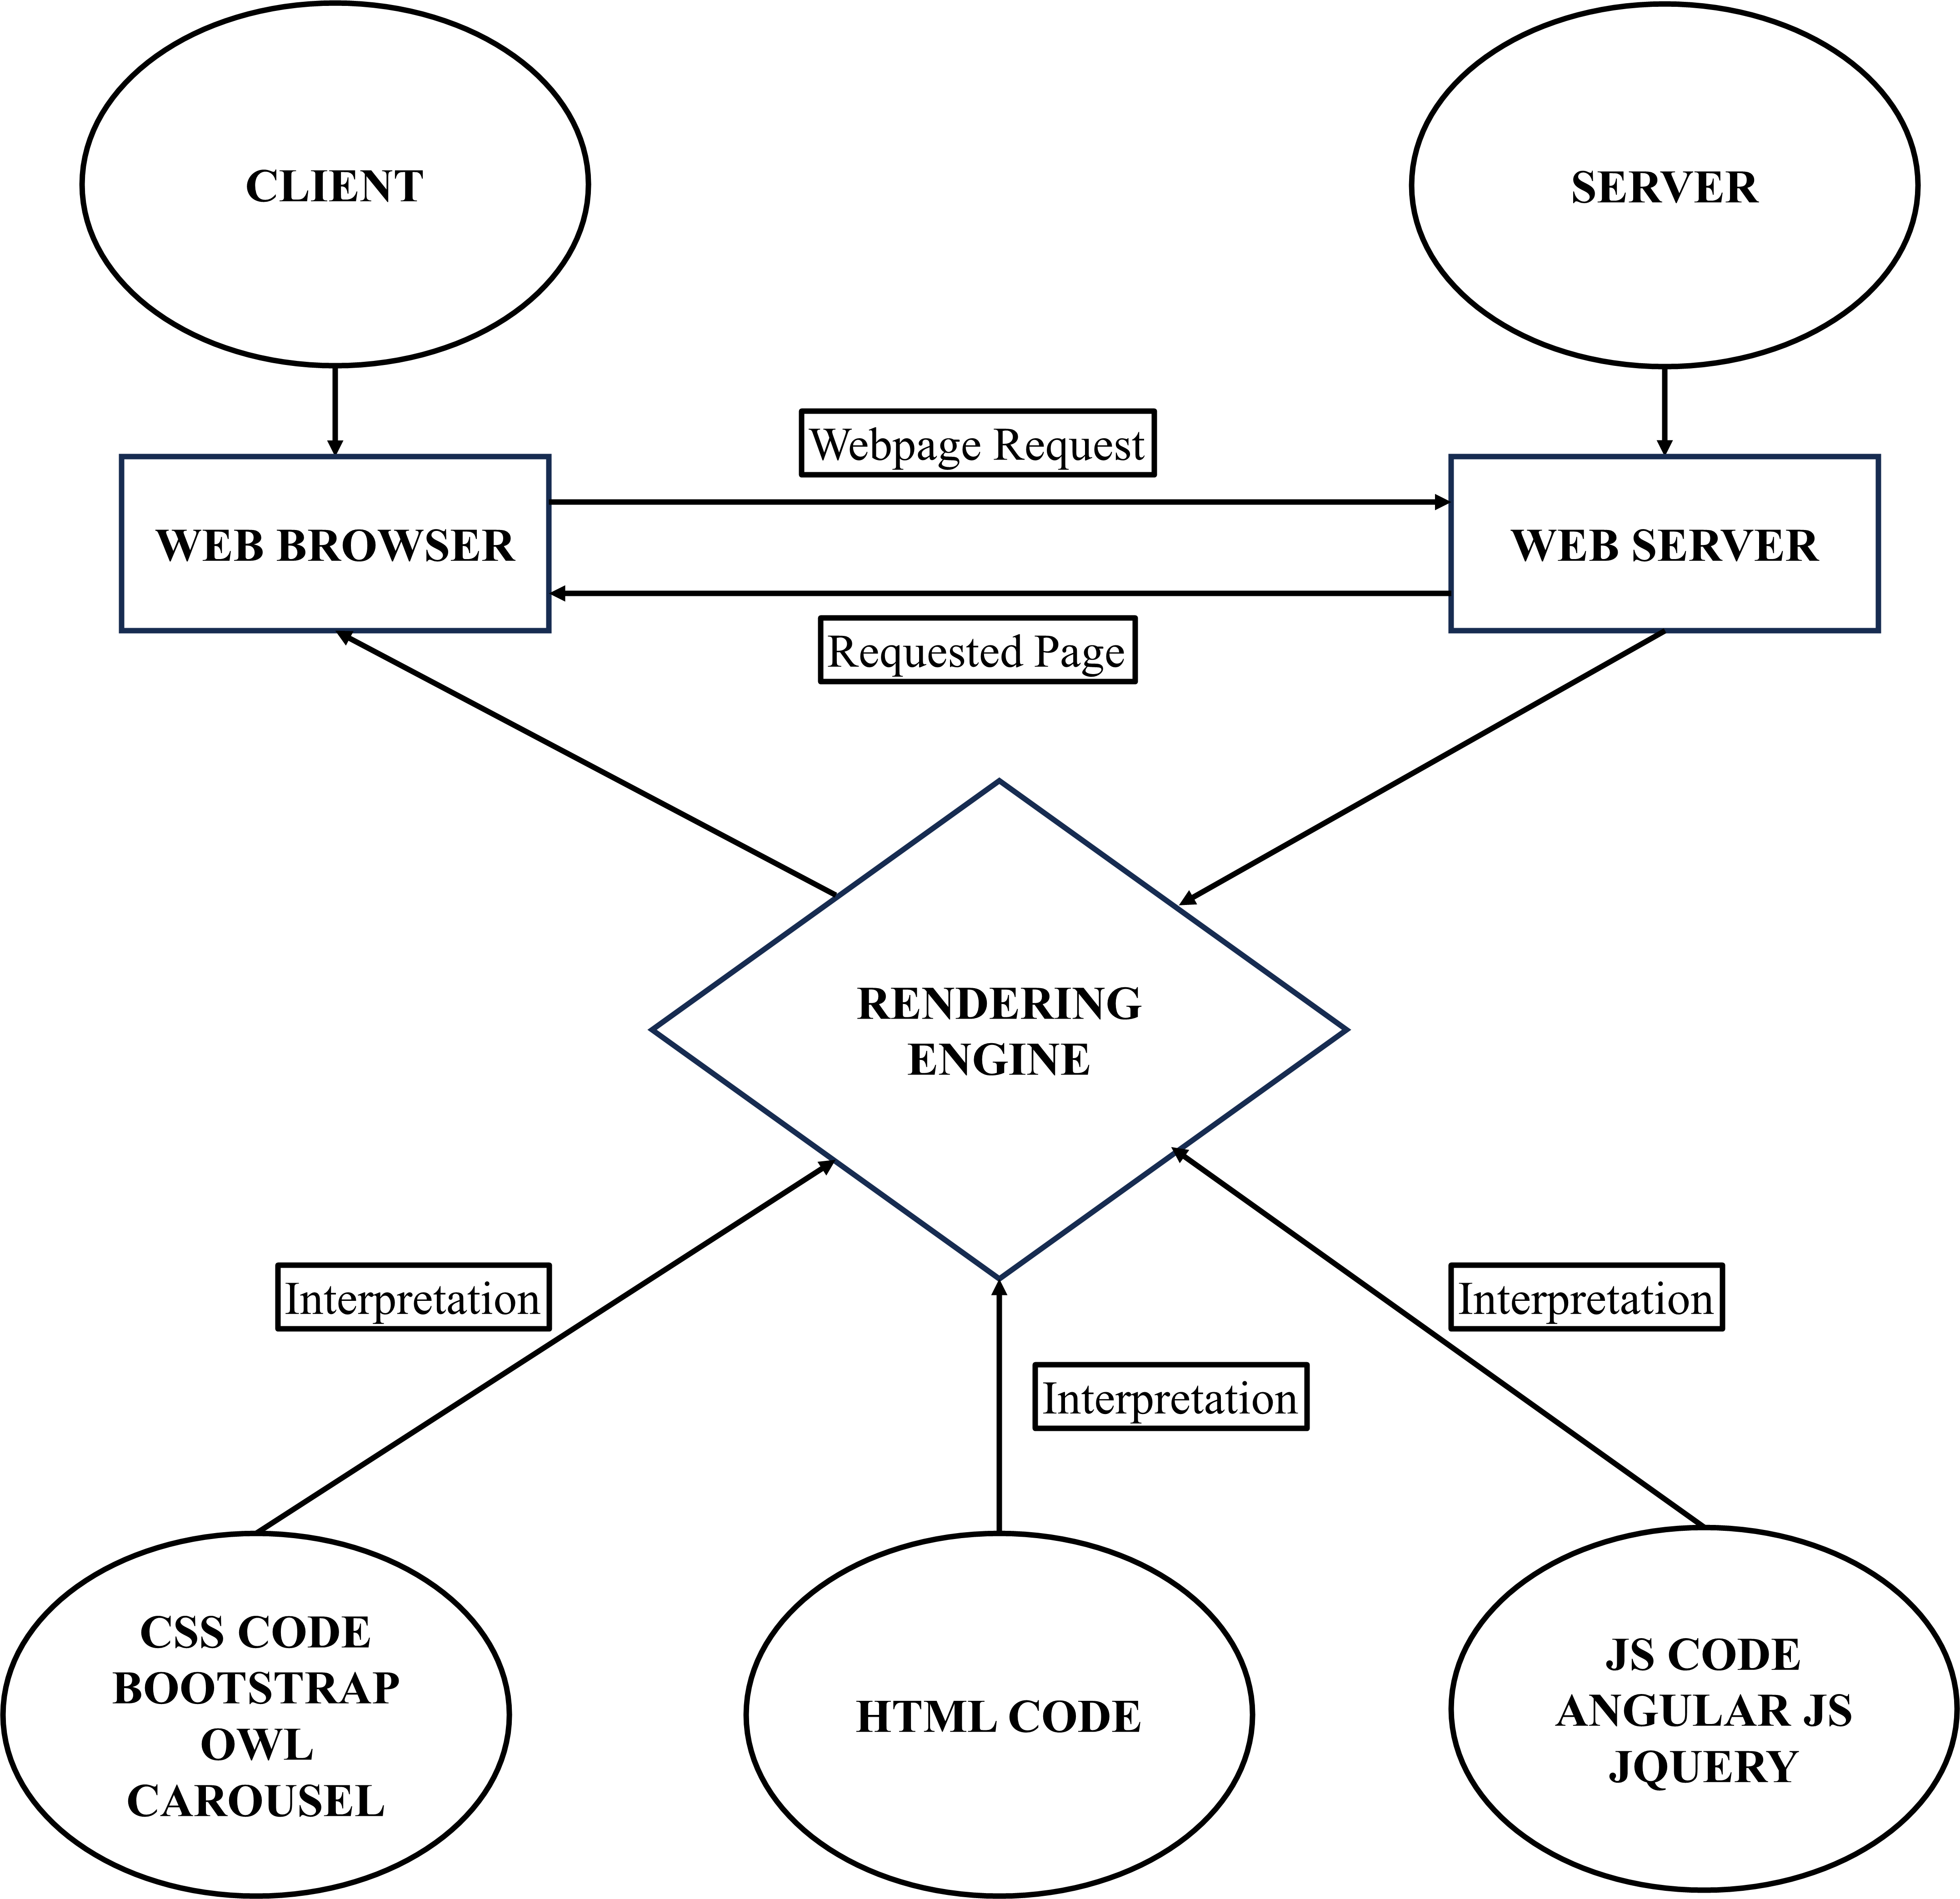 CLIENT
SERVER
Webpage Request
WEB BROWSER
WEB SERVER
Requested Page
RENDERING
ENGINE
Interpretation
Interpretation
Interpretation
CSS CODE
BOOTSTRAP
OWL
CAROUSEL
HTML CODE
JS CODE
ANGULAR JS
JQUERY